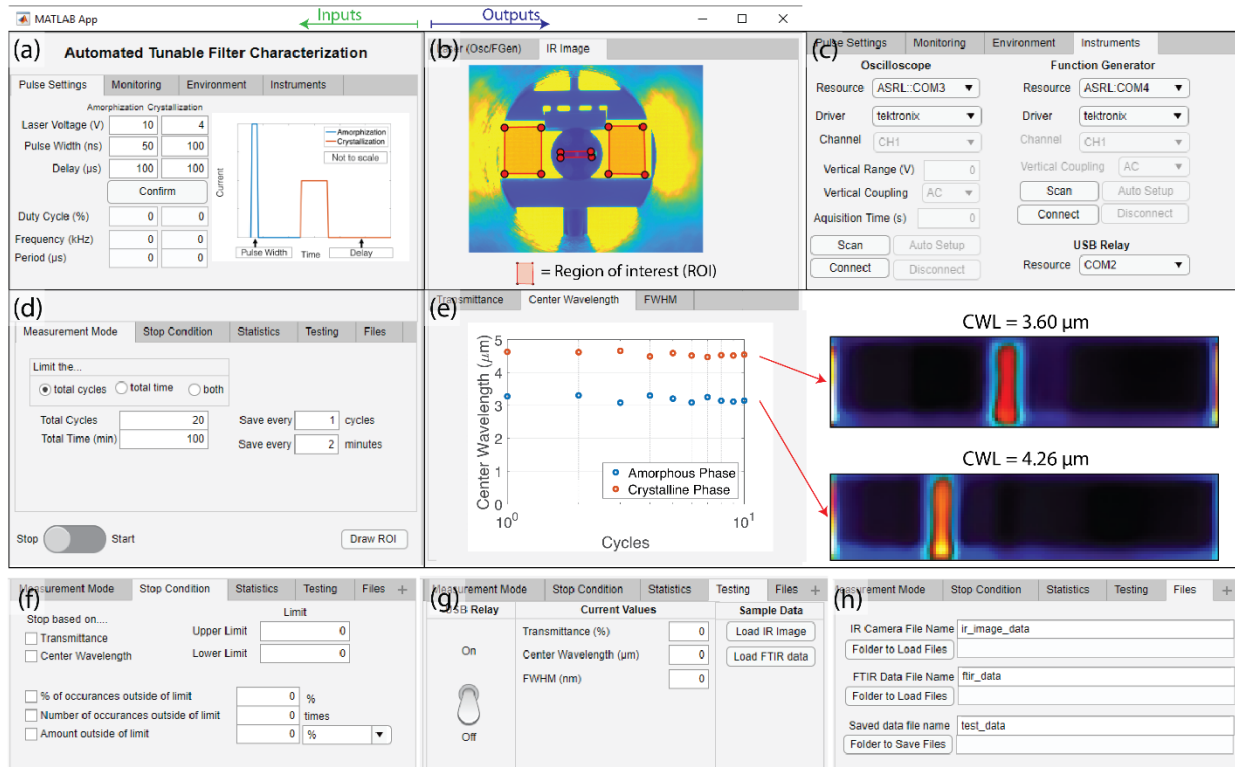 MATLAB App
Inputs
Outputs
(a)
Automated Tunable Filter Characterization
Pulse Settings Monitoring Environment Instruments
Amorphization Crystallization
Laser Voltage (V) 10 4
Pulse Width (ns) 50 100
Delay (µs) 100 100
Confirm
Duty Cycle (%) 0 0
Frequency (kHz) 0 0
Period (µs) 0 0
Amorphization
Crystallization
Not to scale
Current
Pulse Width Time Delay
(b)
(Osc/FGen) IR Image
= Region of interest (ROI)
(c)
Pulse Settings Monitoring Environment Instruments
Oscilloscope
Resource ASRL::COM3
Driver tektronix
Channel CH1
Vertical Range (V) 0
Vertical Coupling AC
Aquisition Time (s) 0
Scan Auto Setup
Connect Disconnect
Function Generator
Resource ASRL:COM4
Driver tektronix
Channel CH1
Vertical Coupling AC
Scan Auto Setup
Connect Disconnect
USB Relay
Resource COM2
(d)
Measurement Mode Stop Condition Statistics Testing Files
Limit the...
total cycles total time both
Total Cycles 20 Save every 1 cycles
Total Time (min) 100 Save every 2 minutes
Stop Start Draw ROI
(e)
Transmittance Center Wavelength FWHM
Center Wavelength (µm)
5
4
3
2
1
0
Amorphous Phase
Crystalline Phase
10⁰ 10¹
Cycles
CWL = 3.60 µm
CWL = 4.26 µm
(f)
Measurement Mode Stop Condition Statistics Testing Files +
Stop based on....
Transmittance
Center Wavelength
Limit
Upper Limit 0
Lower Limit 0
% of occurances outside of limit 0 %
Number of occurances outside of limit 0 times
Amount outside of limit 0 %
(g)
Measurement Mode Stop Condition Statistics Testing Files +
USB Relay
On
Off
Current Values
Transmittance (%) 0
Center Wavelength (µm) 0
FWHM (nm) 0
Sample Data
Load IR Image
Load FTIR data
(h)
Measurement Mode Stop Condition Statistics Testing Files +
IR Camera File Name ir_image_data
Folder to Load Files
FTIR Data File Name ftir_data
Folder to Load Files
Saved data file name test_data
Folder to Save Files